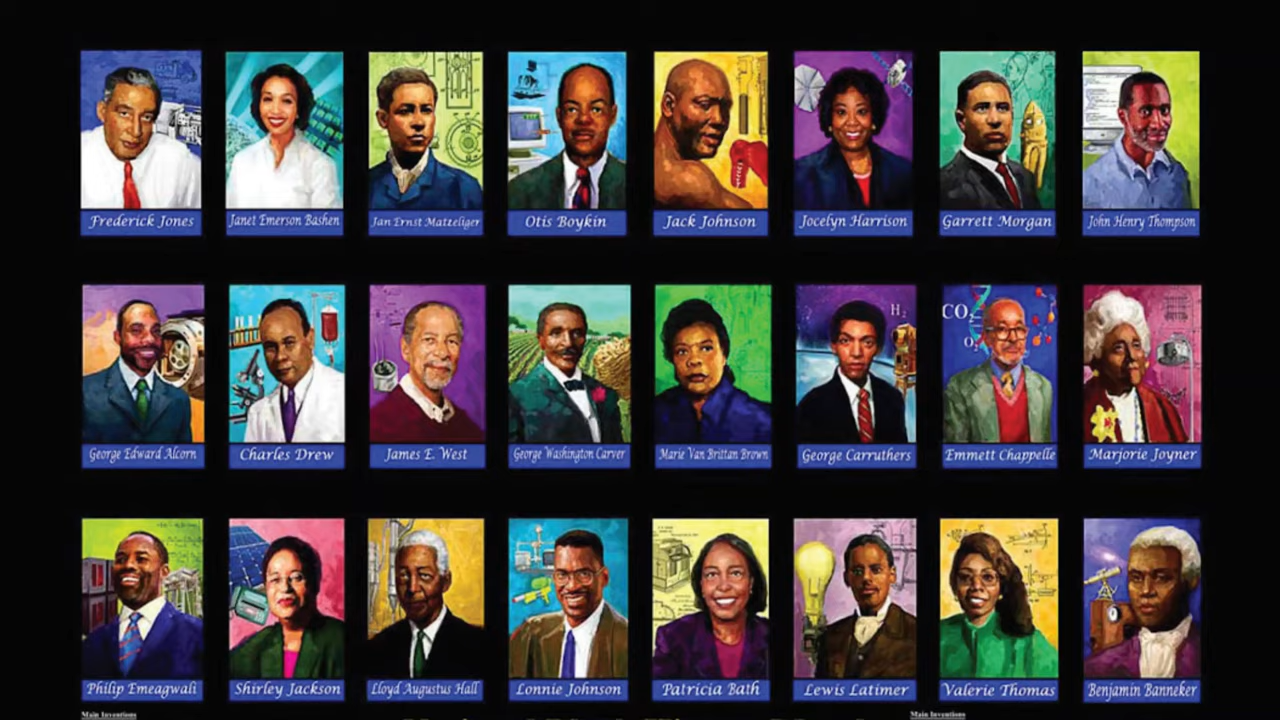 Frederick Jones
Janet Emerson Bashen
Jan Ernst Matzeliger
Otis Boykin
Jack Johnson
Jocelyn Harrison
Garrett Morgan
John Henry Thompson
H₂
CO₂
O₂
George Edward Alcorn
Charles Drew
James E. West
George Washington Carver
Marie Van Brittan Brown
George Carruthers
Emmett Chappelle
Marjorie Joyner
Philip Emeagwali
Shirley Jackson
Lloyd Augustus Hall
Lonnie Johnson
Patricia Bath
Lewis Latimer
Valerie Thomas
Benjamin Banneker
Main Inventions
Main Inventions